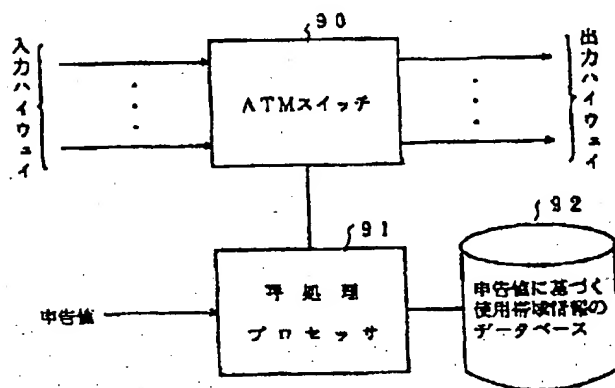 90
入力ハイウェイ
ATMスイッチ
出力ハイウェイ
91
呼処理
プロセッサ
申告値
92
申告値に基づく
使用帯域情報の
データベース